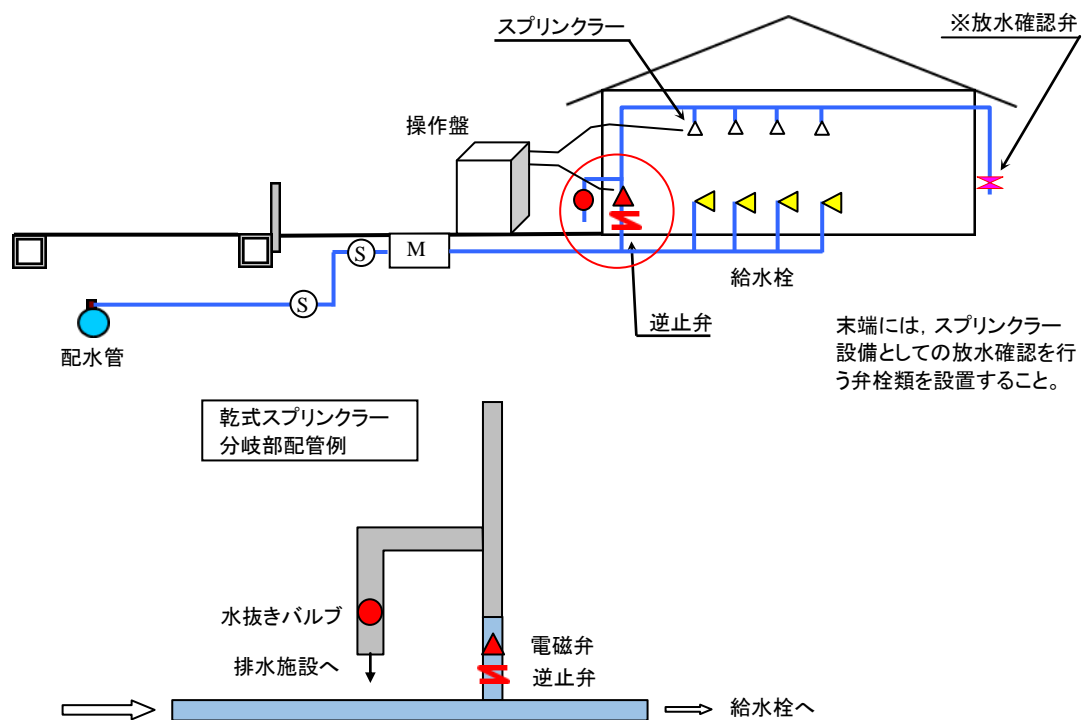 スプリンクラー
※放水確認弁
操作盤
S
M
S
給水栓
逆止弁
配水管
末端には，スプリンクラー
設備としての放水確認を行
う弁栓類を設置すること。
乾式スプリンクラー
分岐部配管例
水抜きバルブ
電磁弁
排水施設へ
逆止弁
給水栓へ